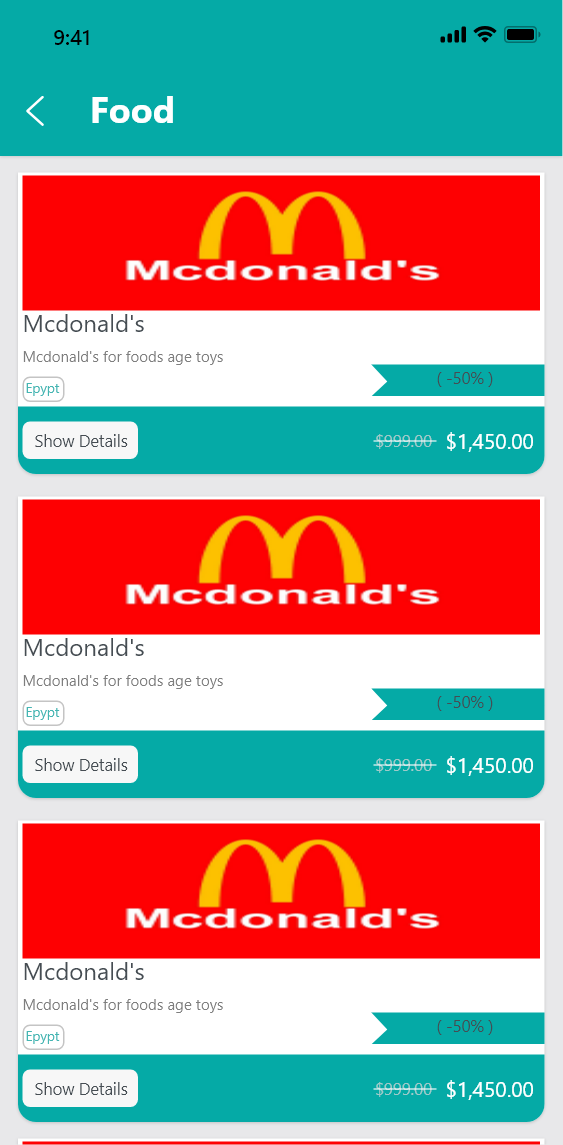 9:41
Food
Mcdonald's
Mcdonald's
Mcdonald's for foods age toys
Epypt
( -50% )
Show Details
$999.00 $1,450.00
Mcdonald's
Mcdonald's
Mcdonald's for foods age toys
Epypt
( -50% )
Show Details
$999.00 $1,450.00
Mcdonald's
Mcdonald's
Mcdonald's for foods age toys
Epypt
( -50% )
Show Details
$999.00 $1,450.00